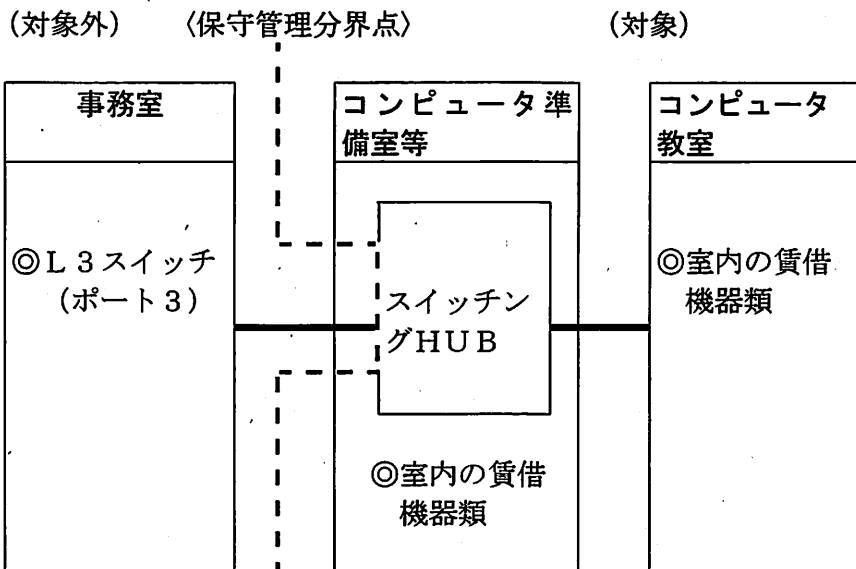 (対象外) 〈保守管理分界点〉 (対象)
事務室
コンピュータ準
備室等
コンピュータ
教室
◎L3スイッチ
(ポート3)
スイッチン
グHUB
◎室内の賃借
機器類
◎室内の賃借
機器類